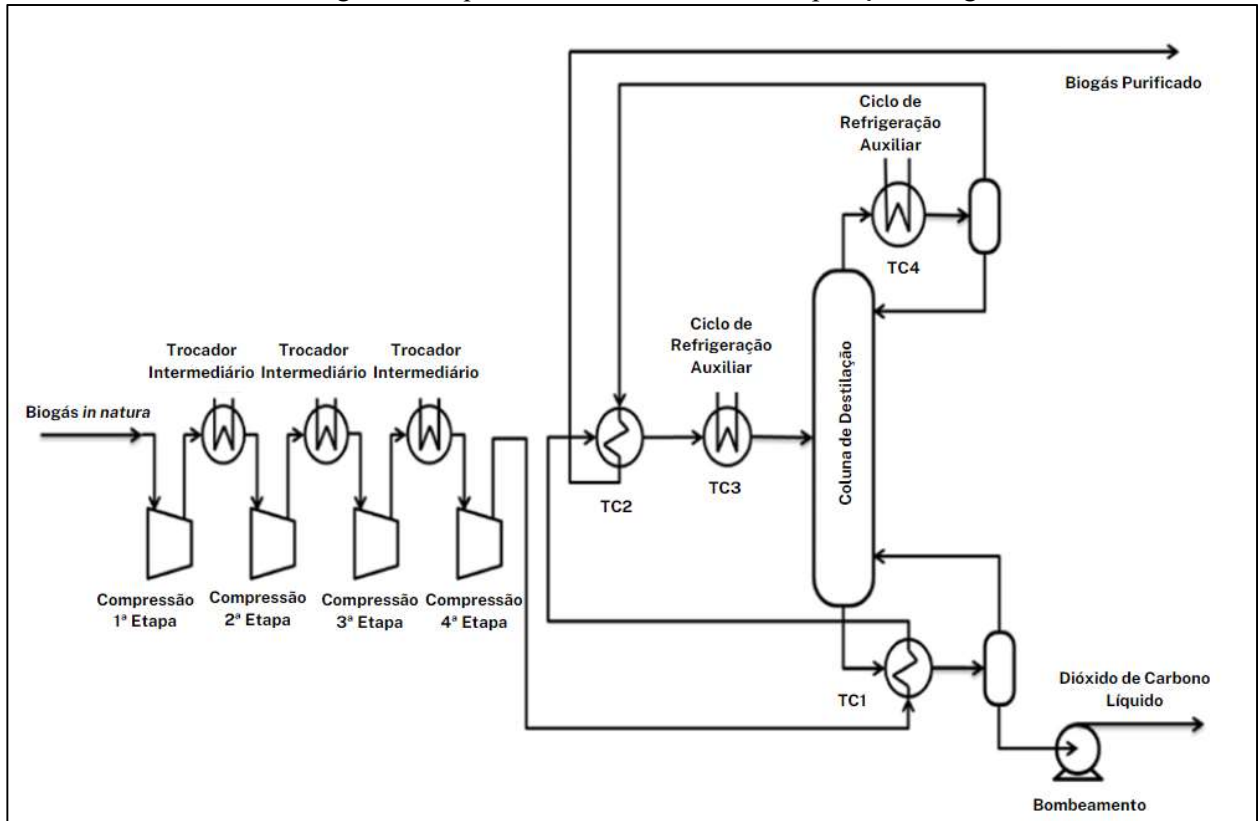 Biogás Purificado
Ciclo de
Refrigeração
Auxiliar
TC4
Ciclo de
Refrigeração
Auxiliar
TC3
Coluna de Destilação
Trocador
Intermediário
Trocador
Intermediário
Trocador
Intermediário
Biogás in natura
TC2
Compressão
1ª Etapa
Compressão
2ª Etapa
Compressão
3ª Etapa
Compressão
4ª Etapa
TC1
Dióxido de Carbono
Líquido
Bombeamento